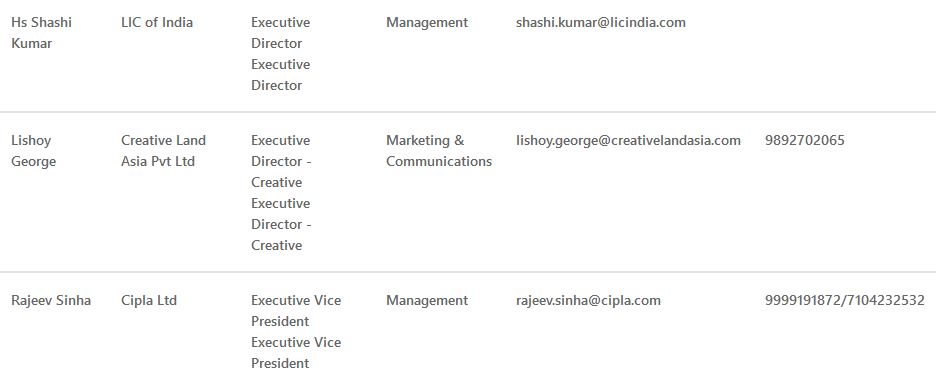 Hs Shashi Kumar LIC of India Executive Director Executive Director Management shashi.kumar@licindia.com
Lishoy George Creative Land Asia Pvt Ltd Executive Director - Creative Executive Director - Creative Marketing & Communications lishoy.george@creativelandasia.com 9892702065
Rajeev Sinha Cipla Ltd Executive Vice President Executive Vice President Management rajeev.sinha@cipla.com 9999191872/7104232532